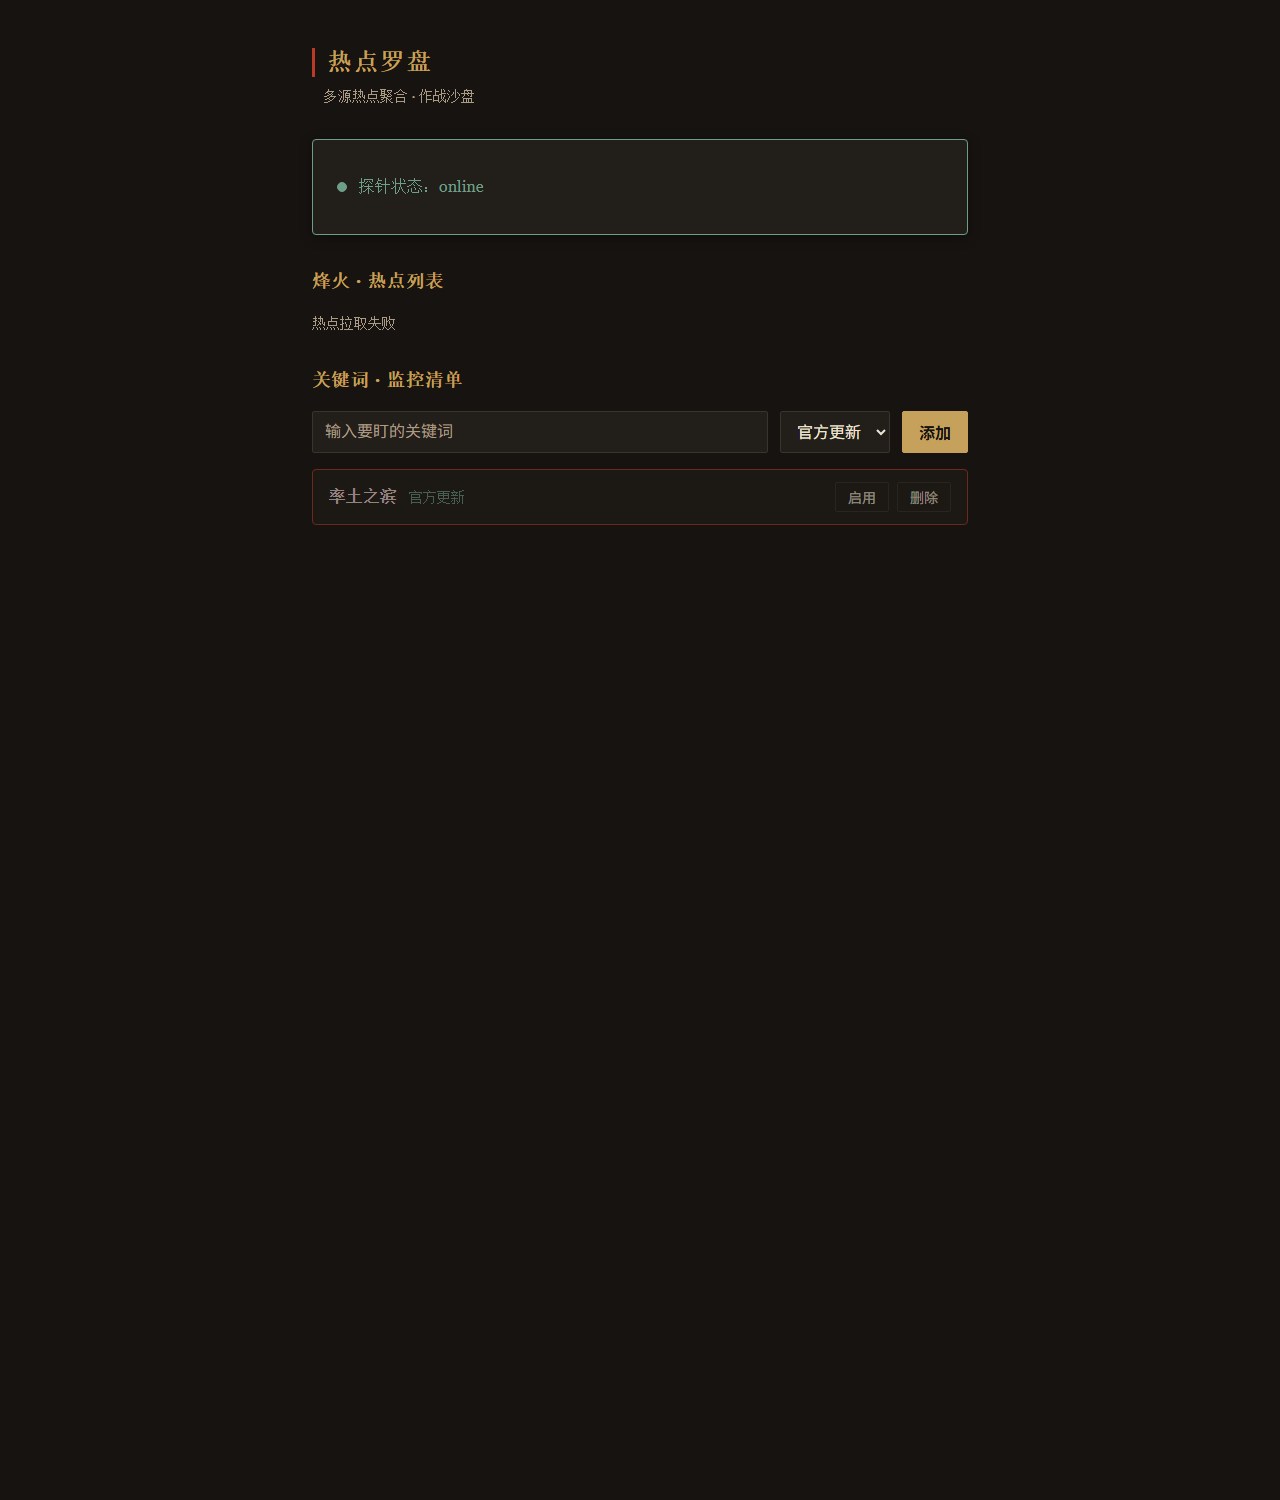 热点罗盘
多源热点聚合 · 作战沙盘
探针状态：online
烽火 · 热点列表
热点拉取失败
关键词 · 监控清单
输入要盯的关键词 官方更新 添加
率土之滨 官方更新 启用 删除